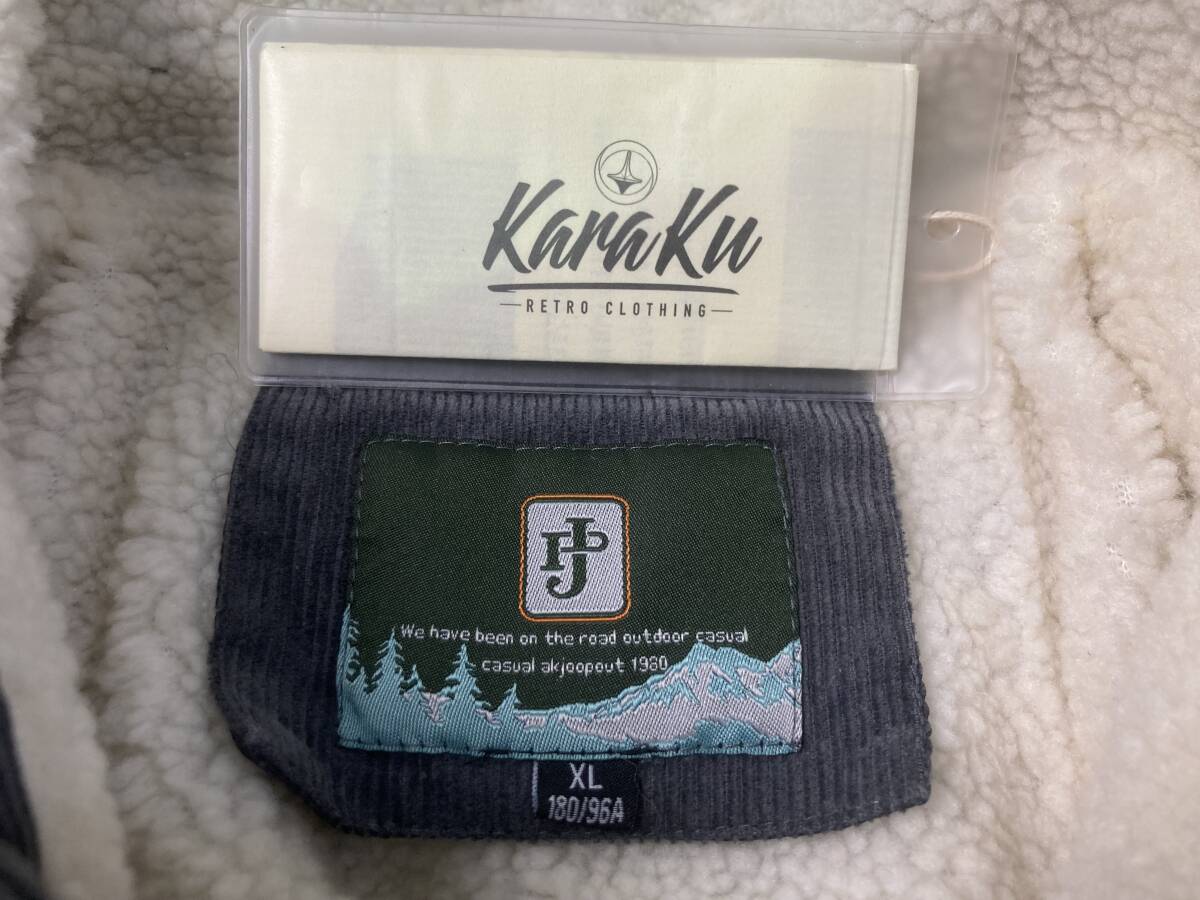 KaraKu
RETRO CLOTHING
We have been on the road outdoor casual
casual akjoopout 1980
XL
180/96A